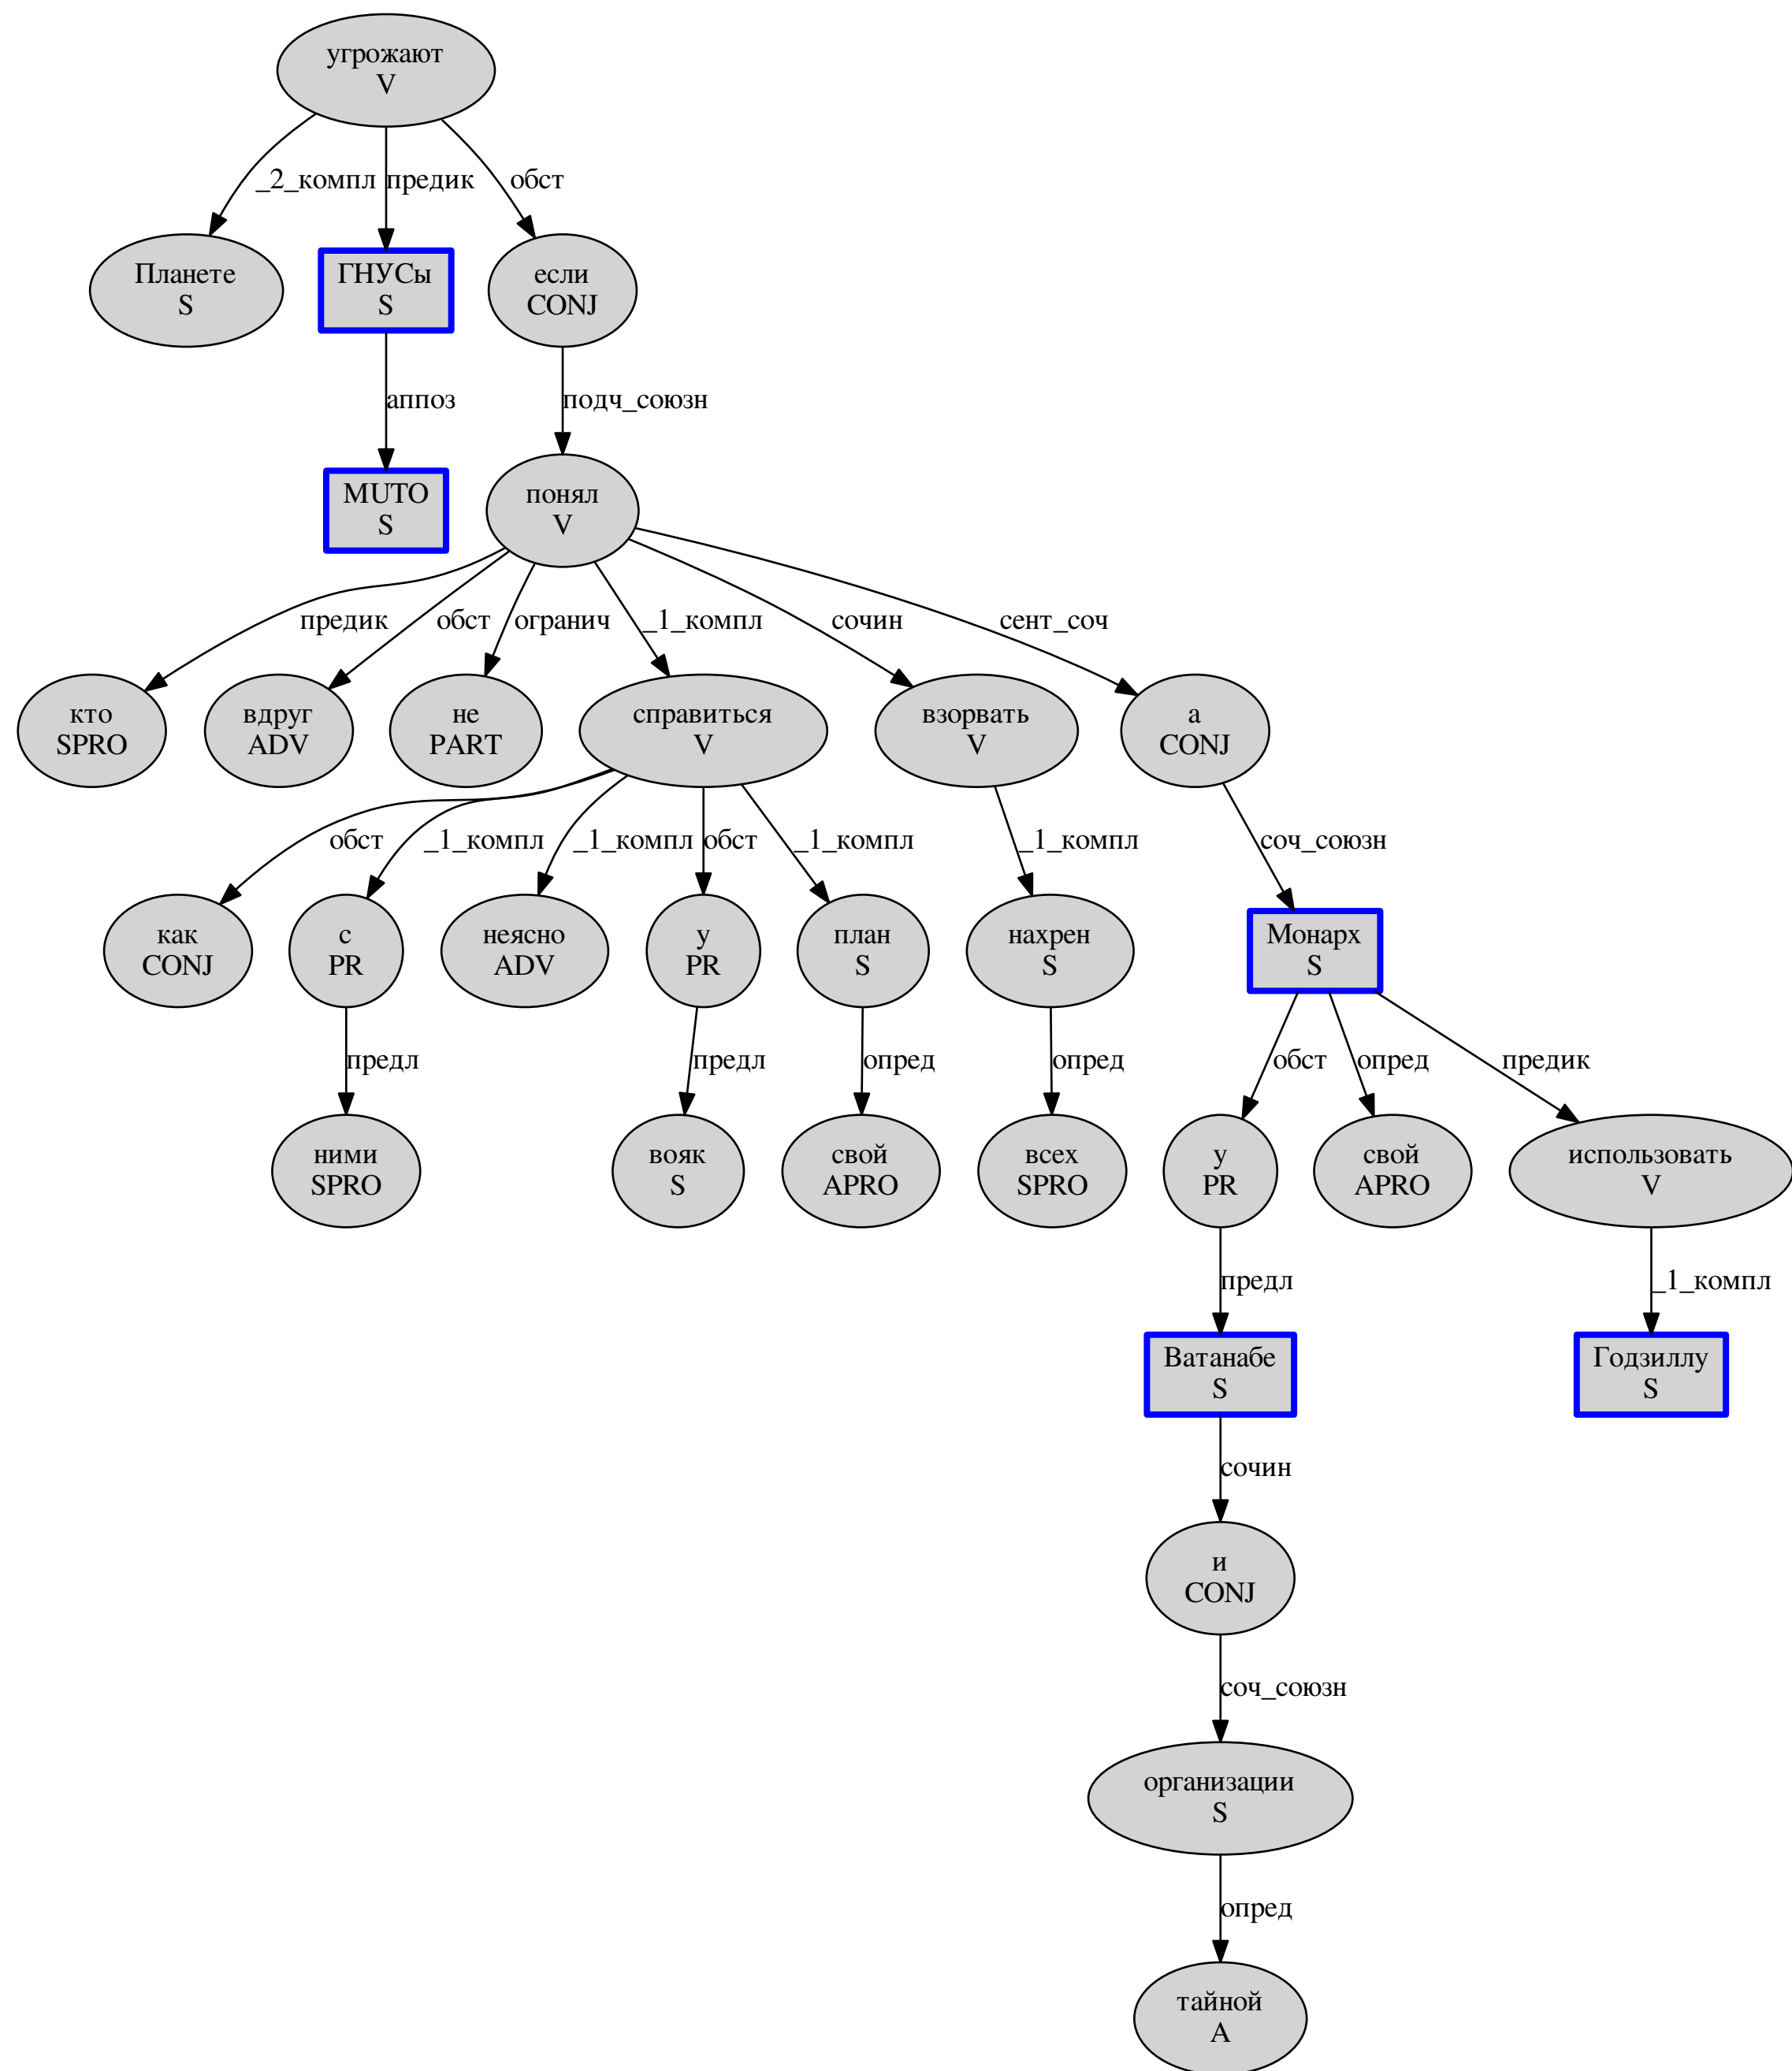 угрожают
V
_2_компл
предик
обст
Планете
S
ГНУСы
S
если
CONJ
аппоз
подч_союзн
MUTO
S
понял
V
предик
обст
огранич
_1_компл
сочин
сент_соч
кто
SPRO
вдруг
ADV
не
PART
справиться
V
взорвать
V
а
CONJ
обст
_1_компл
_1_компл
обст
_1_компл
_1_компл
соч_союзн
как
CONJ
с
PR
неясно
ADV
у
PR
план
S
нахрен
S
Монарх
S
предл
предл
опред
опред
обст
опред
предик
ними
SPRO
вояк
S
свой
APRO
всех
SPRO
у
PR
свой
APRO
использовать
V
предл
_1_компл
Ватанабе
S
Годзиллу
S
сочин
и
CONJ
соч_союзн
организации
S
опред
тайной
A